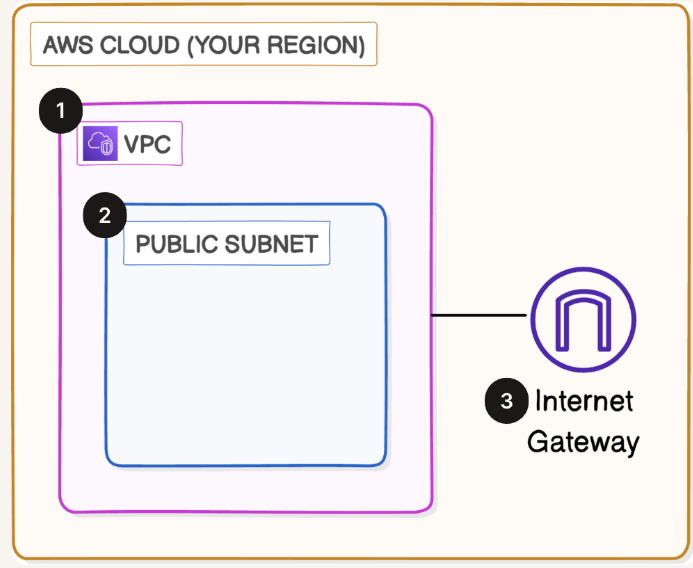 AWS CLOUD (YOUR REGION)
1
VPC
2
PUBLIC SUBNET
3 Internet
Gateway